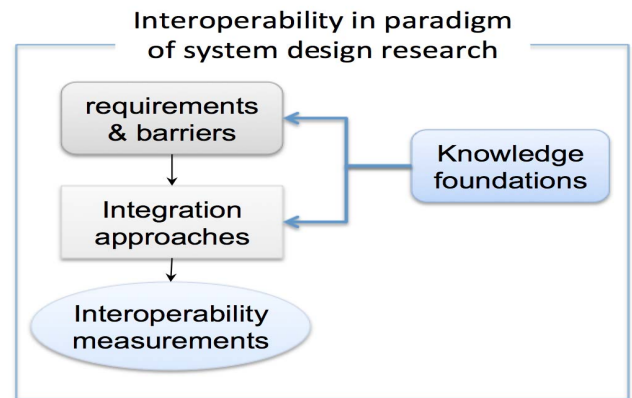 Interoperability in paradigm
of system design research
requirements
& barriers
Knowledge
foundations
Integration
approaches
Interoperability
measurements